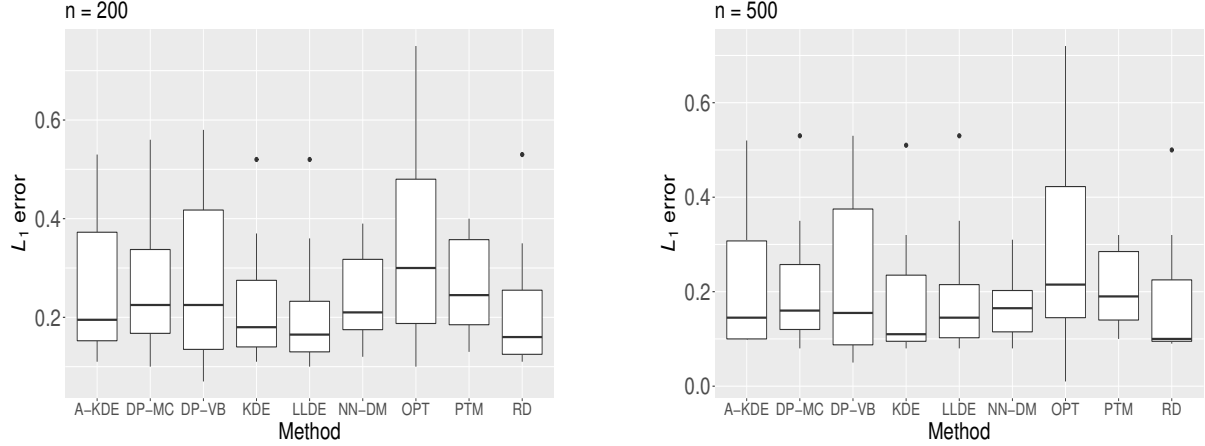 n = 200
L1 error
0.6
0.4
0.2
A-KDE DP-MC DP-VB KDE LLDE NN-DM OPT PTM RD
Method
n = 500
L1 error
0.6
0.4
0.2
0.0
A-KDE DP-MC DP-VB KDE LLDE NN-DM OPT PTM RD
Method